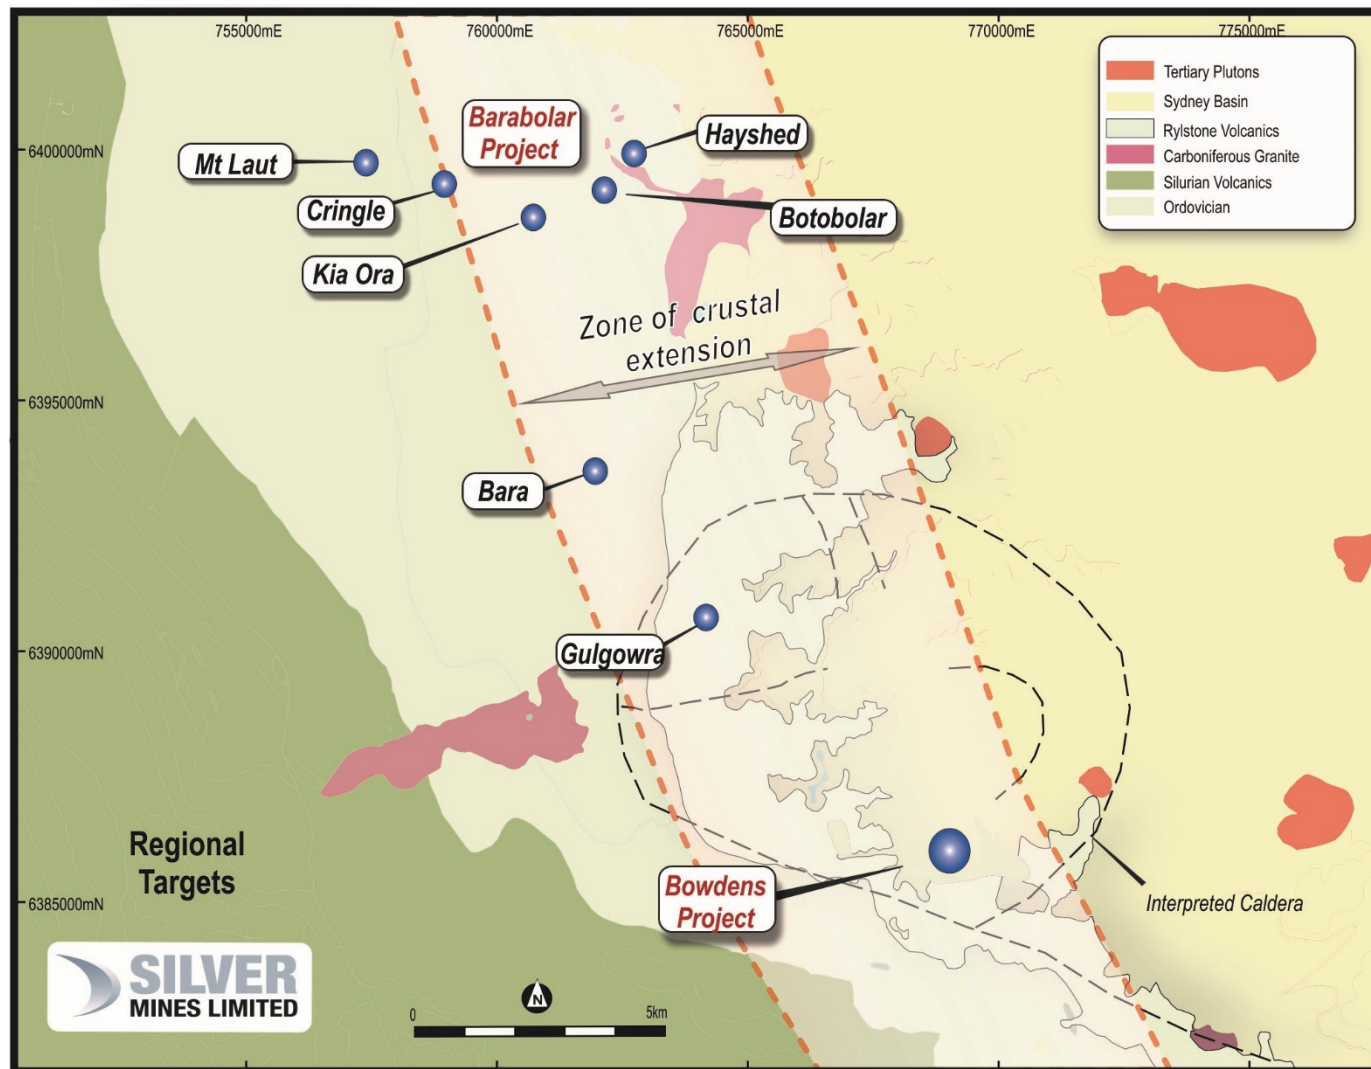 755000mE
760000mE
765000mE
770000mE
775000mE
Tertiary Plutons
Sydney Basin
Rylstone Volcanics
Carboniferous Granite
Silurian Volcanics
Ordovician
6400000mN
Barabolar
Project
Hayshed
Mt Laut
Cringle
Botobolar
Kia Ora
Zone of crustal
extension
6395000mN
Bara
6390000mN
Gulgowra
Regional
Targets
Bowdens
Project
Interpreted Caldera
6385000mN
SILVER
MINES LIMITED
N
0
5km